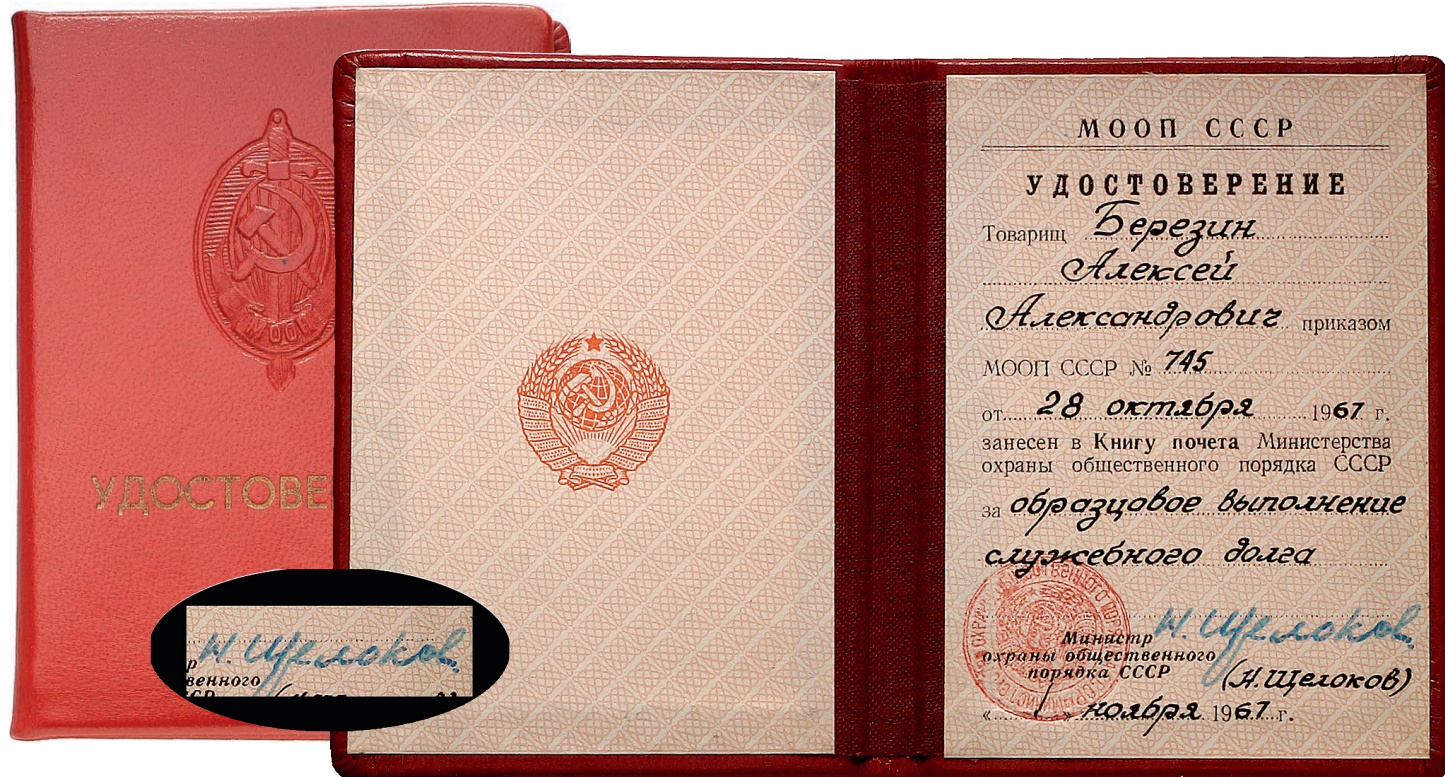 МООП
УДОСТОВЕ
МООП СССР
УДОСТОВЕРЕНИЕ
Товарищ Березин
Алексей
Александрович приказом
МООП СССР № 745
от 28 октября 1967 г.
занесен в Книгу почета Министерства
охраны общественного порядка СССР
за образцовое выполнение
служебного долга
Н. Щелоков
Министр
охраны общественного
порядка СССР
(Н. Щелоков)
« » ноября 1967 г.
Н. Щелоков
р
венного